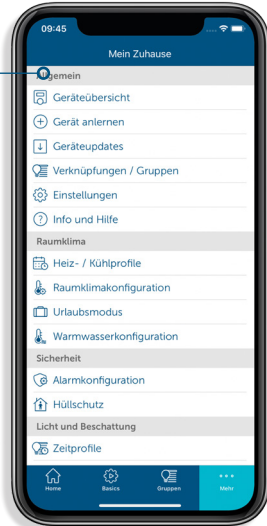 09:45
Mein Zuhause
Allgemein
Geräteübersicht
Gerät anlernen
Geräteupdates
Verknüpfungen / Gruppen
Einstellungen
Info und Hilfe
Raumklima
Heiz- / Kühlprofile
Raumklimakonfiguration
Urlaubsmodus
Warmwasserkonfiguration
Sicherheit
Alarmkonfiguration
Hüllschutz
Licht und Beschattung
Zeitprofile
Home
Basics
Gruppen
Mehr